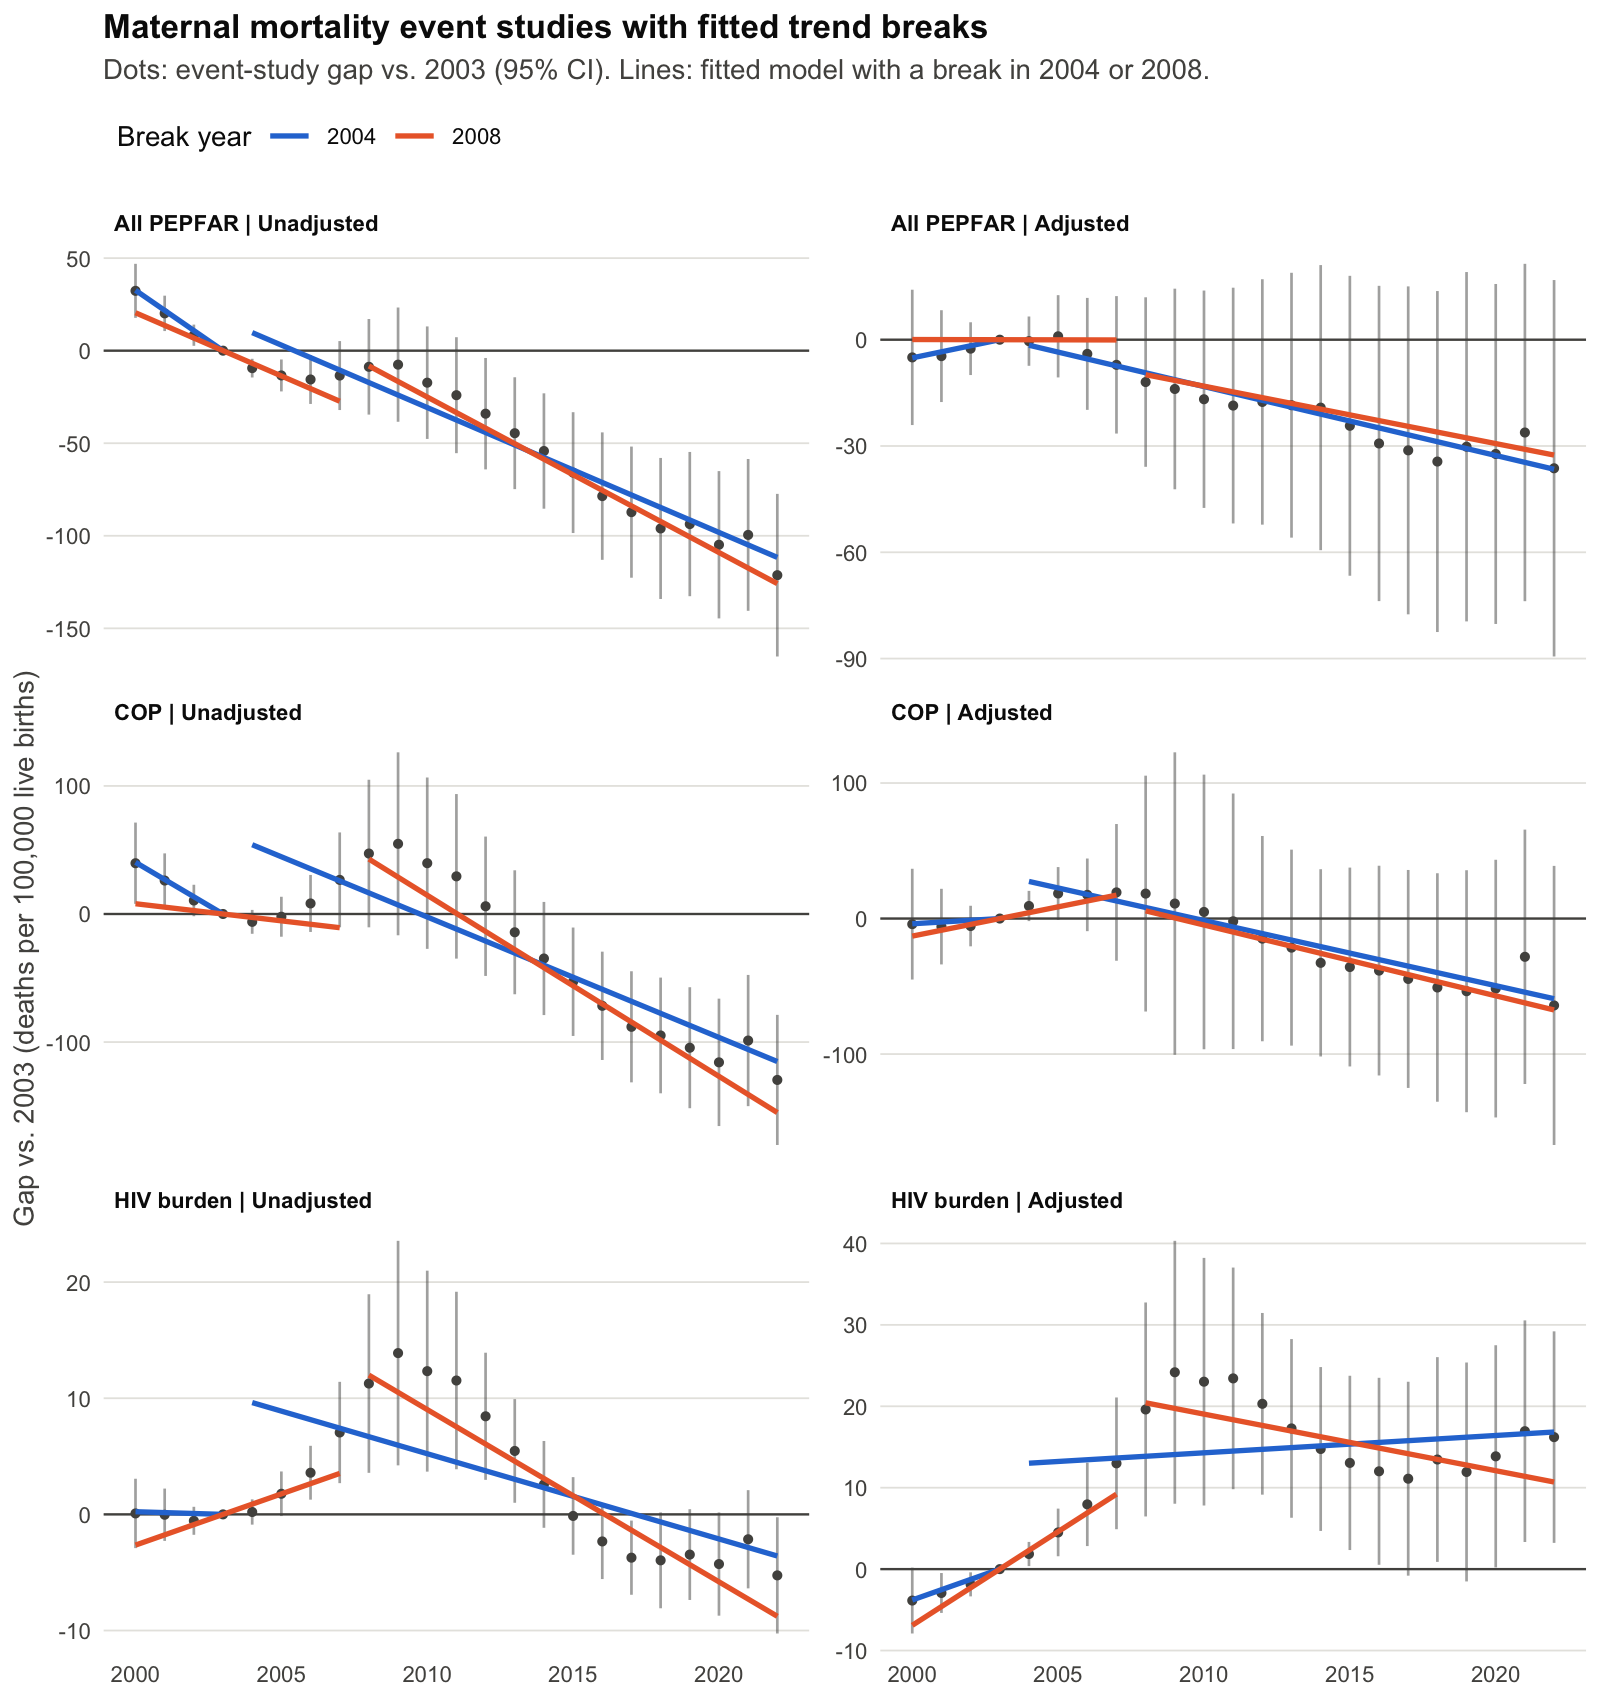 Maternal mortality event studies with fitted trend breaks
Dots: event-study gap vs. 2003 (95% CI). Lines: fitted model with a break in 2004 or 2008.
Break year 2004 2008
All PEPFAR | Unadjusted
50
0
-50
-100
-150
All PEPFAR | Adjusted
0
-30
-60
-90
Gap vs. 2003 (deaths per 100,000 live births)
COP | Unadjusted
100
0
-100
COP | Adjusted
100
0
-100
HIV burden | Unadjusted
20
10
0
-10
2000 2005 2010 2015 2020
HIV burden | Adjusted
40
30
20
10
0
-10
2000 2005 2010 2015 2020